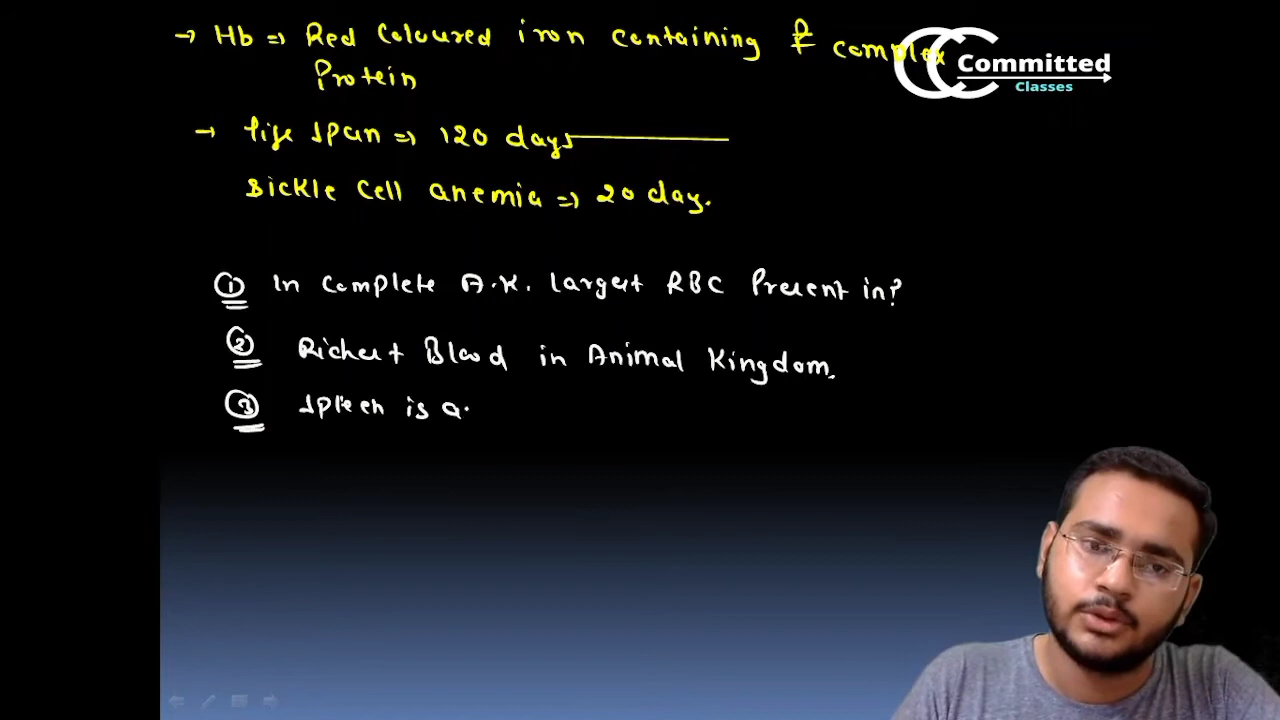 → Hb ⇒ Red Coloured iron containing & complex
Protein
→ life span ⇒ 120 days
Sickle Cell anemia ⇒ 20 day.
① In Complete A.K. largest RBC Present in?
② Richest Blood in Animal Kingdom.
③ Spleen is a.
Committed
Classes